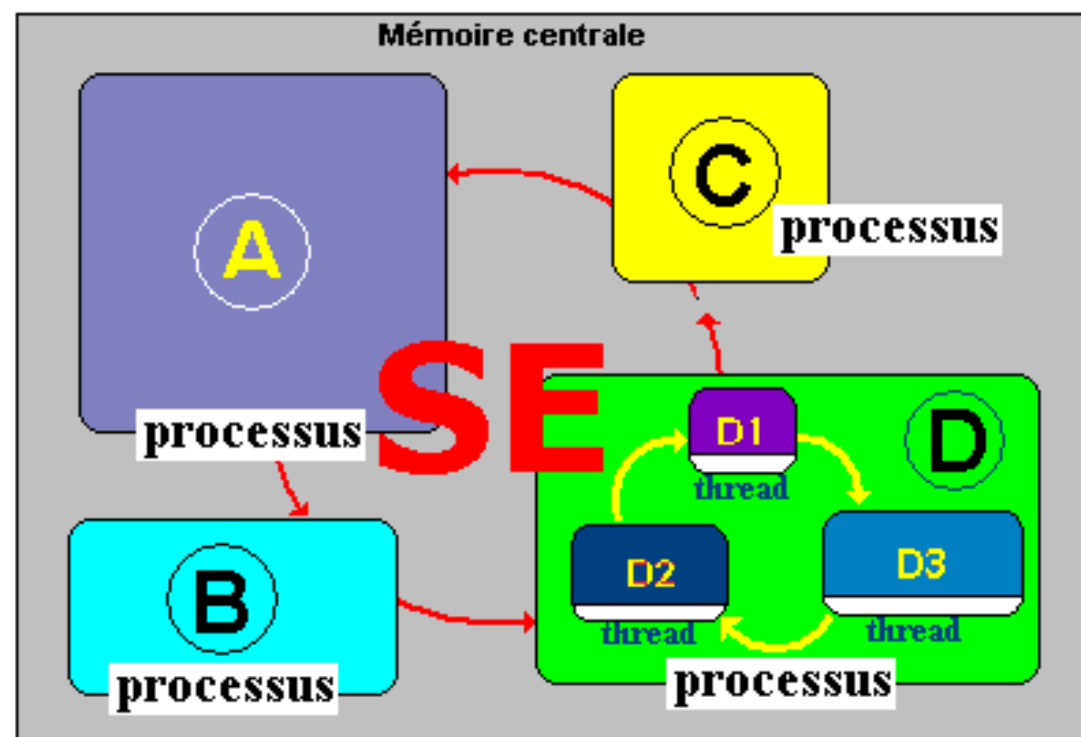 Mémoire centrale
A
processus
C
processus
SE
B
processus
D
D1
thread
D2
thread
D3
thread
processus